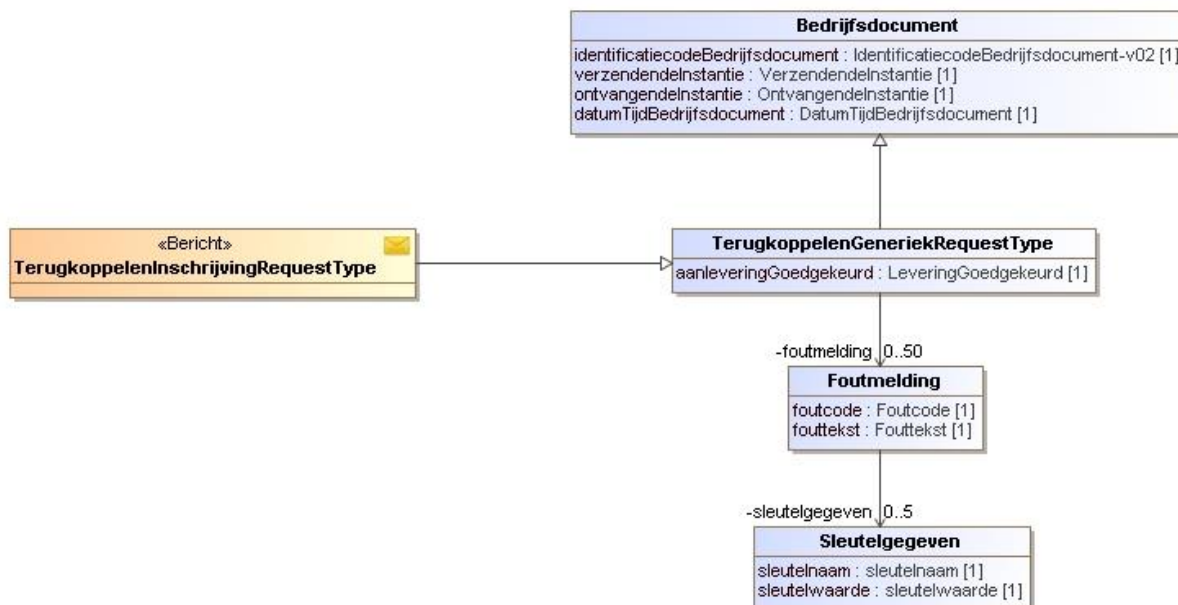 Bedrijfsdocument
identificatiecodeBedrijfsdocument : IdentificatiecodeBedrijfsdocument-v02 [1]
verzendendeInstantie : VerzendendeInstantie [1]
ontvangendeInstantie : OntvangendeInstantie [1]
datumTijdBedrijfsdocument : DatumTijdBedrijfsdocument [1]
«Bericht»
TerugkoppelenInschrijvingRequestType
TerugkoppelenGeneriekRequestType
aanleveringGoedgekeurd : LeveringGoedgekeurd [1]
-foutmelding 0..50
Foutmelding
foutcode : Foutcode [1]
fouttekst : Fouttekst [1]
-sleutelgegeven 0..5
Sleutelgegeven
sleutelnaam : sleutelnaam [1]
sleutelwaarde : sleutelwaarde [1]